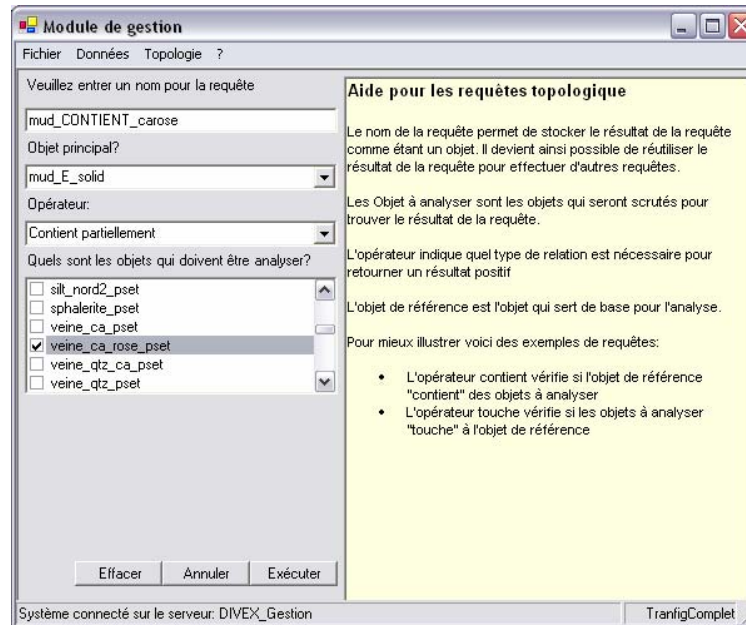 Module de gestion
Fichier Données Topologie ?
Veuillez entrer un nom pour la requête
mud_CONTIENT_carose
Objet principal?
mud_E_solid
Opérateur:
Contient partiellement
Quels sont les objets qui doivent être analyser?
silt_nord2_pset
sphalerite_pset
veine_ca_pset
veine_ca_rose_pset
veine_qtz_ca_pset
veine_qtz_pset
Effacer Annuler Exécuter
Aide pour les requêtes topologique
Le nom de la requête permet de stocker le résultat de la requête
comme étant un objet. Il devient ainsi possible de réutiliser le
résultat de la requête pour effectuer d'autres requêtes.
Les Objet à analyser sont les objets qui seront scrutés pour
trouver le résultat de la requête.
L'opérateur indique quel type de relation est nécessaire pour
retourner un résultat positif
L'objet de référence est l'objet qui sert de base pour l'analyse.
Pour mieux illustrer voici des exemples de requêtes:
• L'opérateur contient vérifie si l'objet de référence
"contient" des objets à analyser
• L'opérateur touche vérifie si les objets à analyser
"touche" à l'objet de référence
Système connecté sur le serveur: DIVEX_Gestion
TranfigComplet